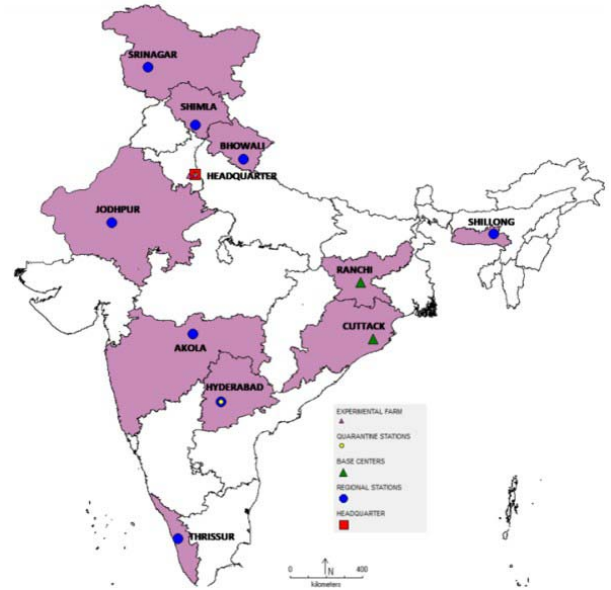 SRINAGAR
SHIMLA
BHOWALI
HEADQUARTER
JODHPUR
SHILLONG
RANCHI
CUTTACK
AKOLA
HYDERABAD
EXPERIMENTAL FARM
QUARANTINE STATIONS
BASE CENTERS
REGIONAL STATIONS
HEADQUARTER
THRISSUR
N
0 400
kilometers